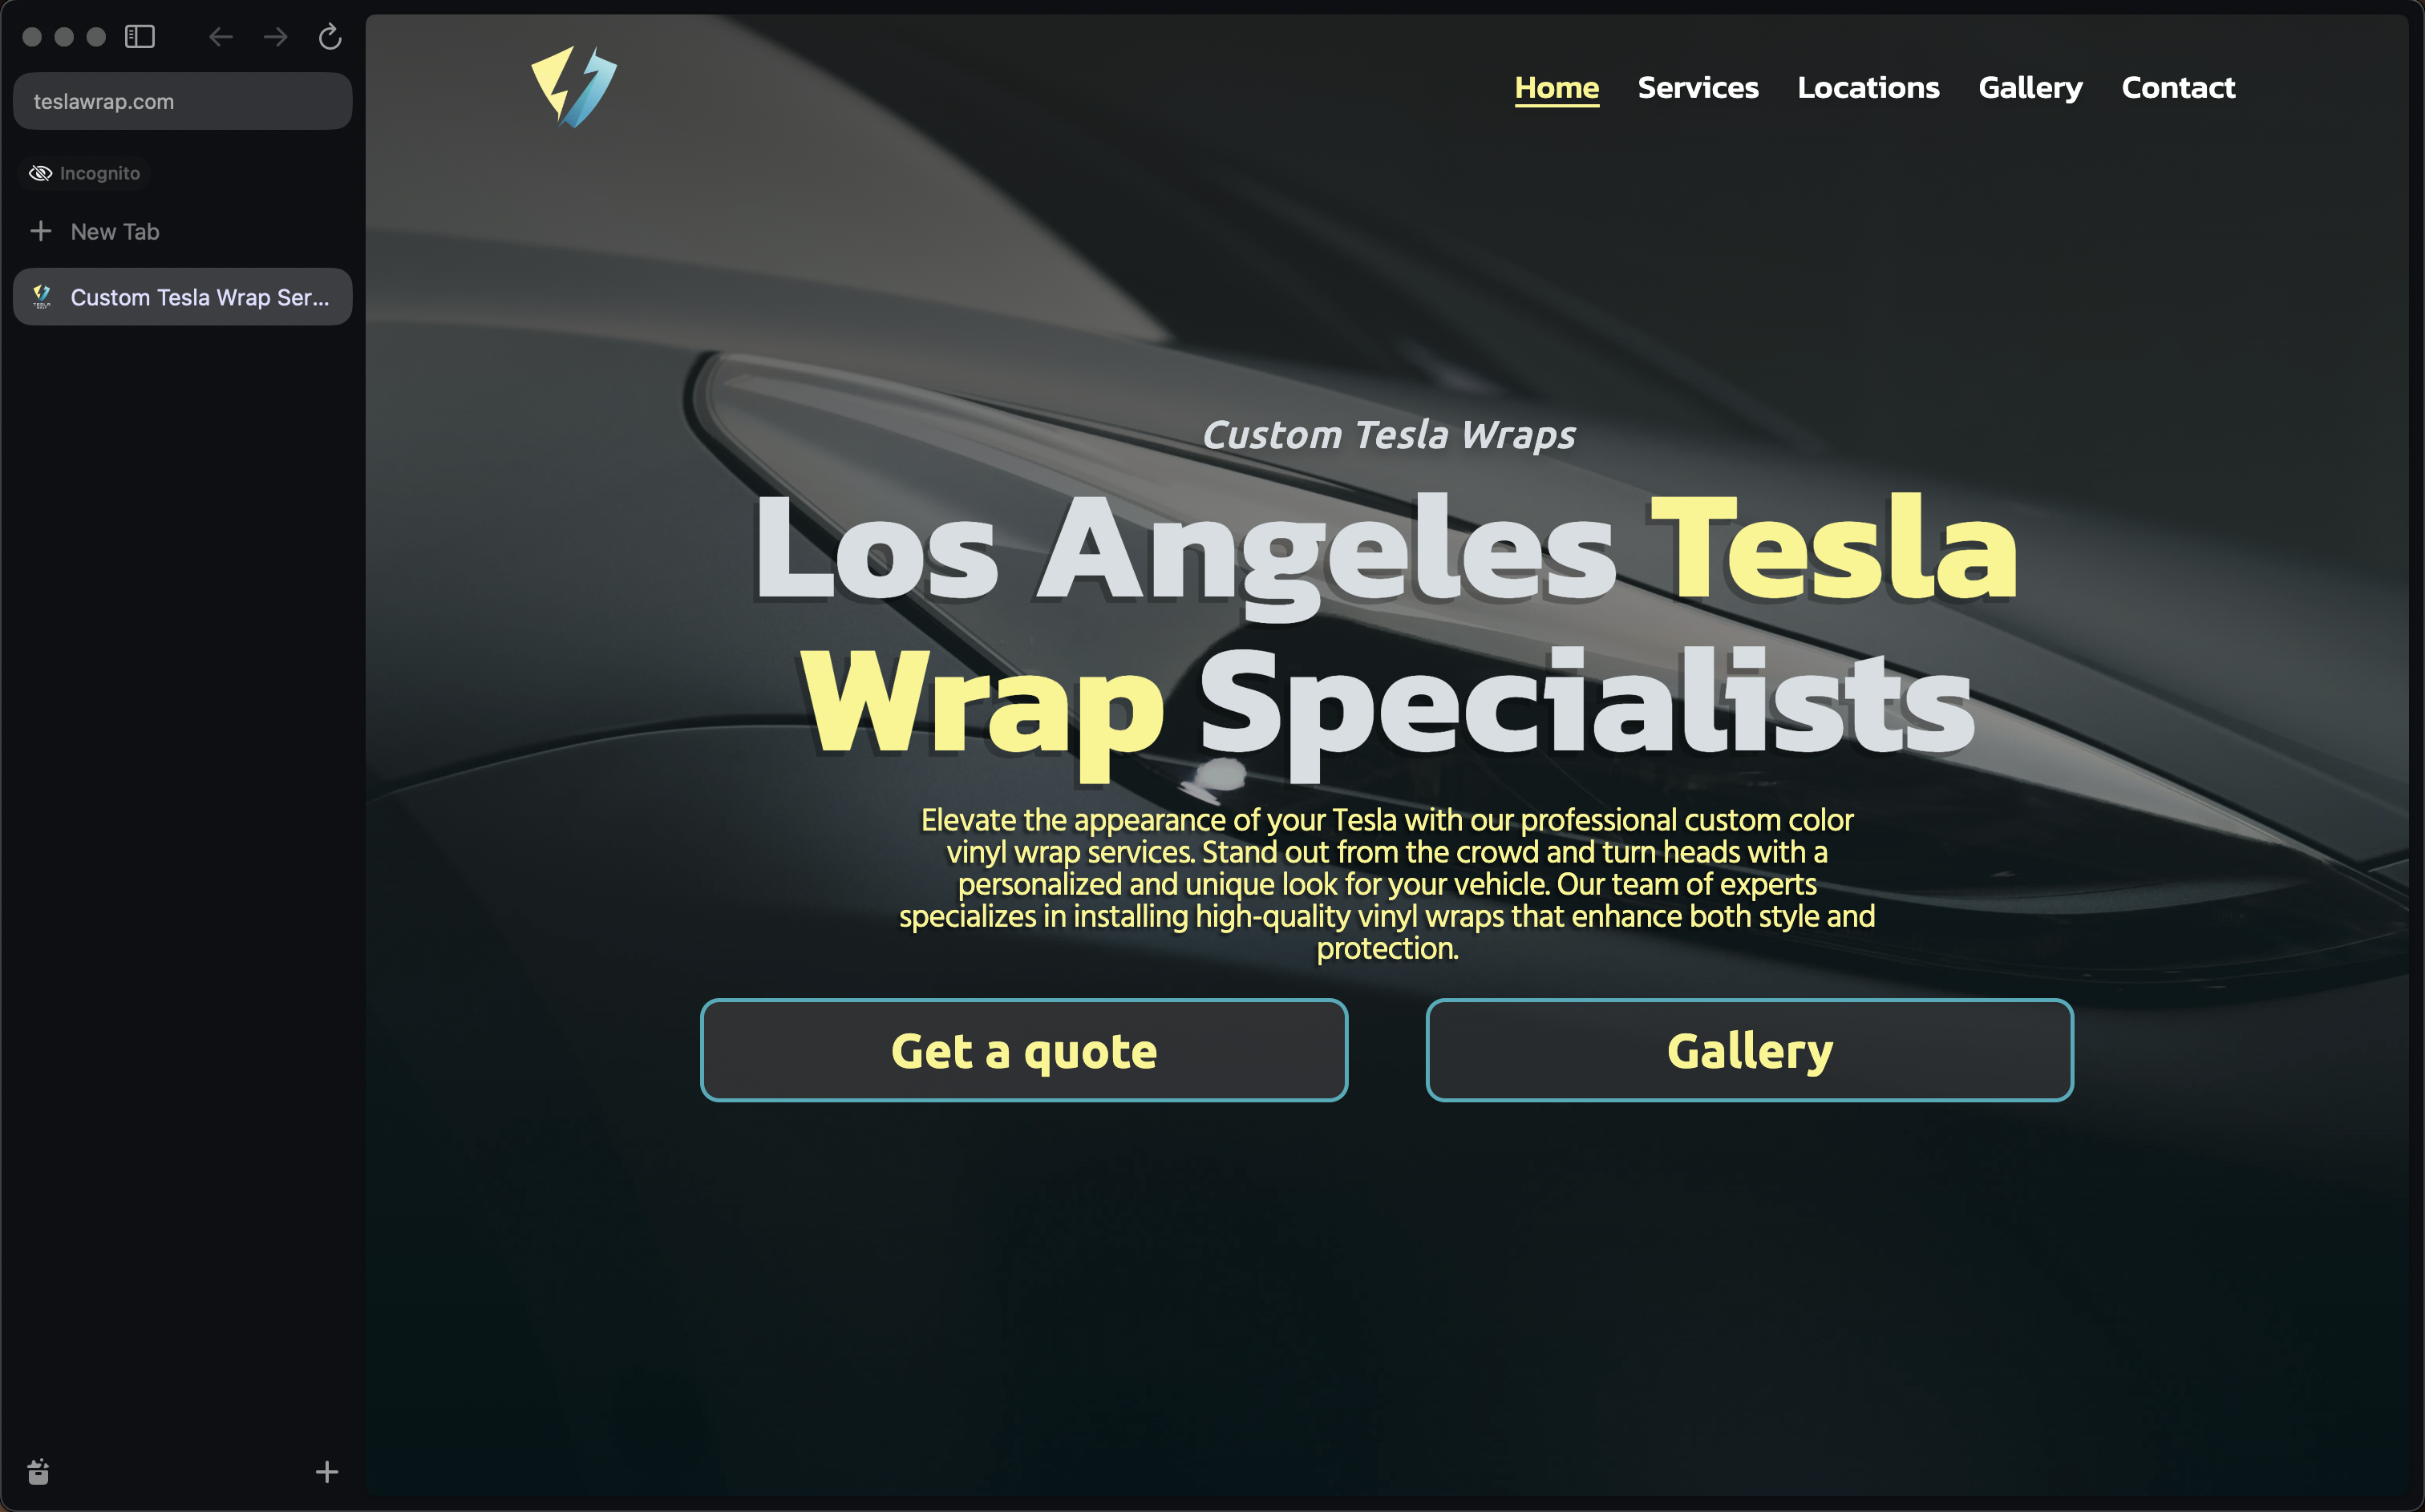 teslawrap.com
Incognito
New Tab
Custom Tesla Wrap Ser...
Home Services Locations Gallery Contact
Custom Tesla Wraps
Los Angeles Tesla
Wrap Specialists
Elevate the appearance of your Tesla with our professional custom color
vinyl wrap services. Stand out from the crowd and turn heads with a
personalized and unique look for your vehicle. Our team of experts
specializes in installing high-quality vinyl wraps that enhance both style and
protection.
Get a quote
Gallery